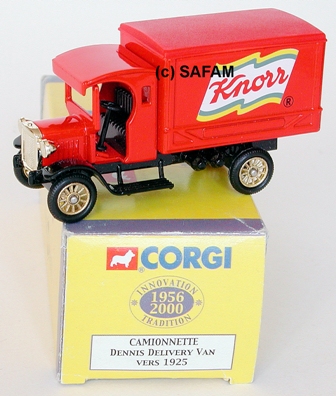 (c) SAFAM
Knorr
®
CORGI
INNOVATION
1956
2000
TRADITION
CAMIONNETTE
DENNIS DELIVERY VAN
VERS 1925